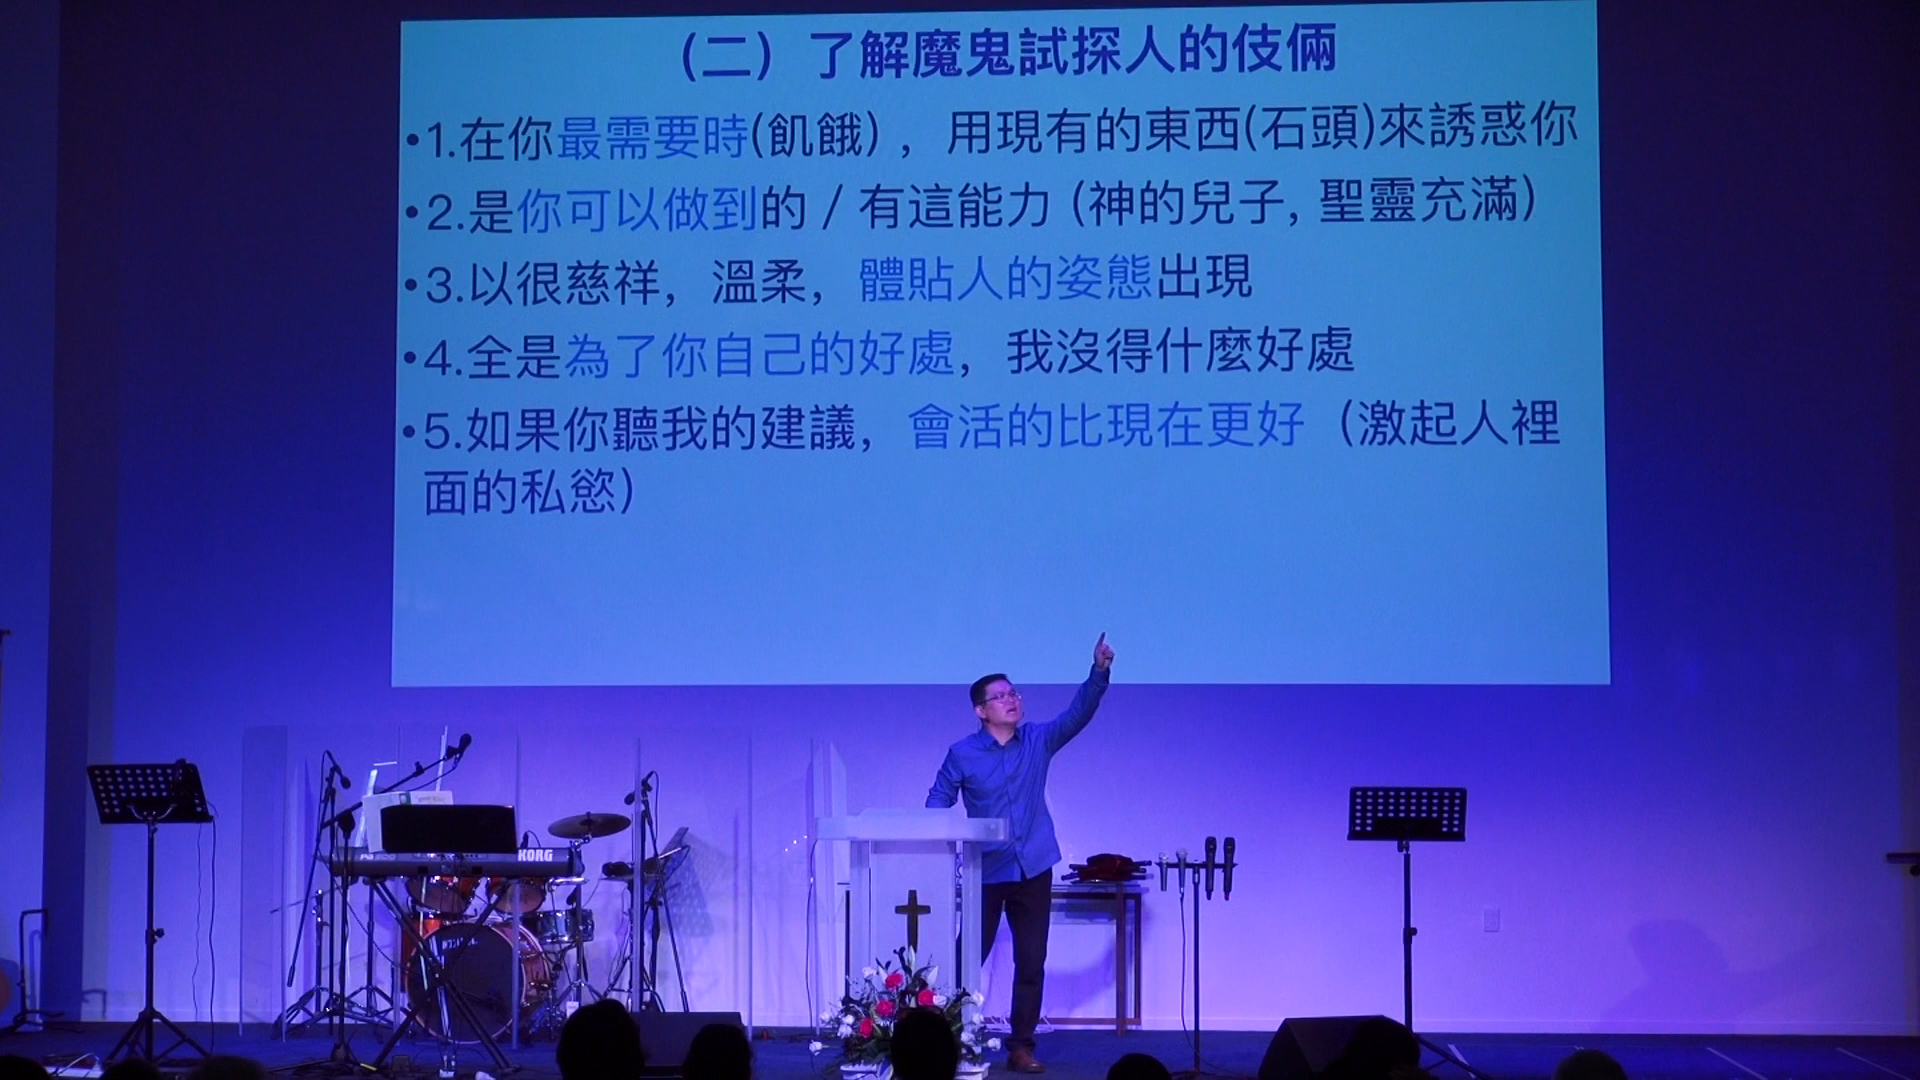 （二）了解魔鬼試探人的伎倆
•1.在你最需要時(飢餓)，用現有的東西(石頭)來誘惑你
•2.是你可以做到的 / 有這能力 (神的兒子, 聖靈充滿)
•3.以很慈祥，溫柔，體貼人的姿態出現
•4.全是為了你自己的好處，我沒得什麼好處
•5.如果你聽我的建議，會活的比現在更好（激起人裡
面的私慾）
KORG